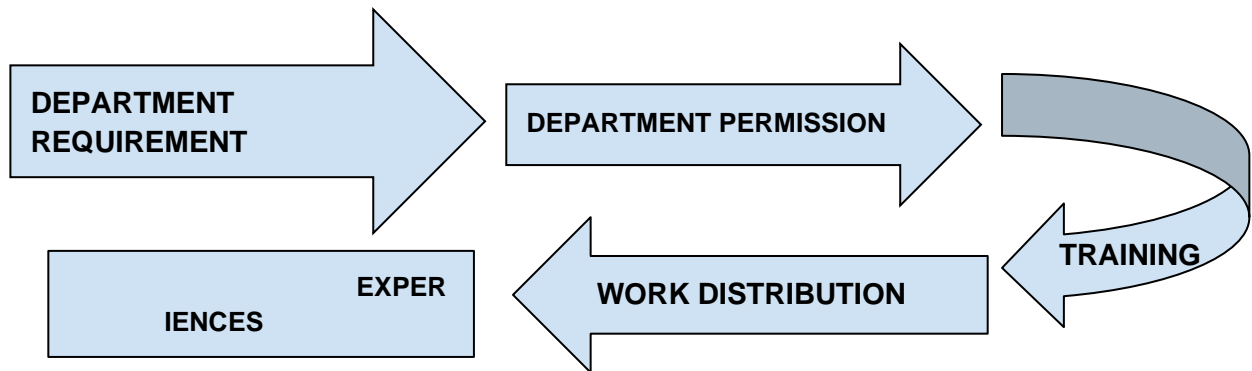 DEPARTMENT
REQUIREMENT
DEPARTMENT PERMISSION
TRAINING
WORK DISTRIBUTION
EXPER
IENCES